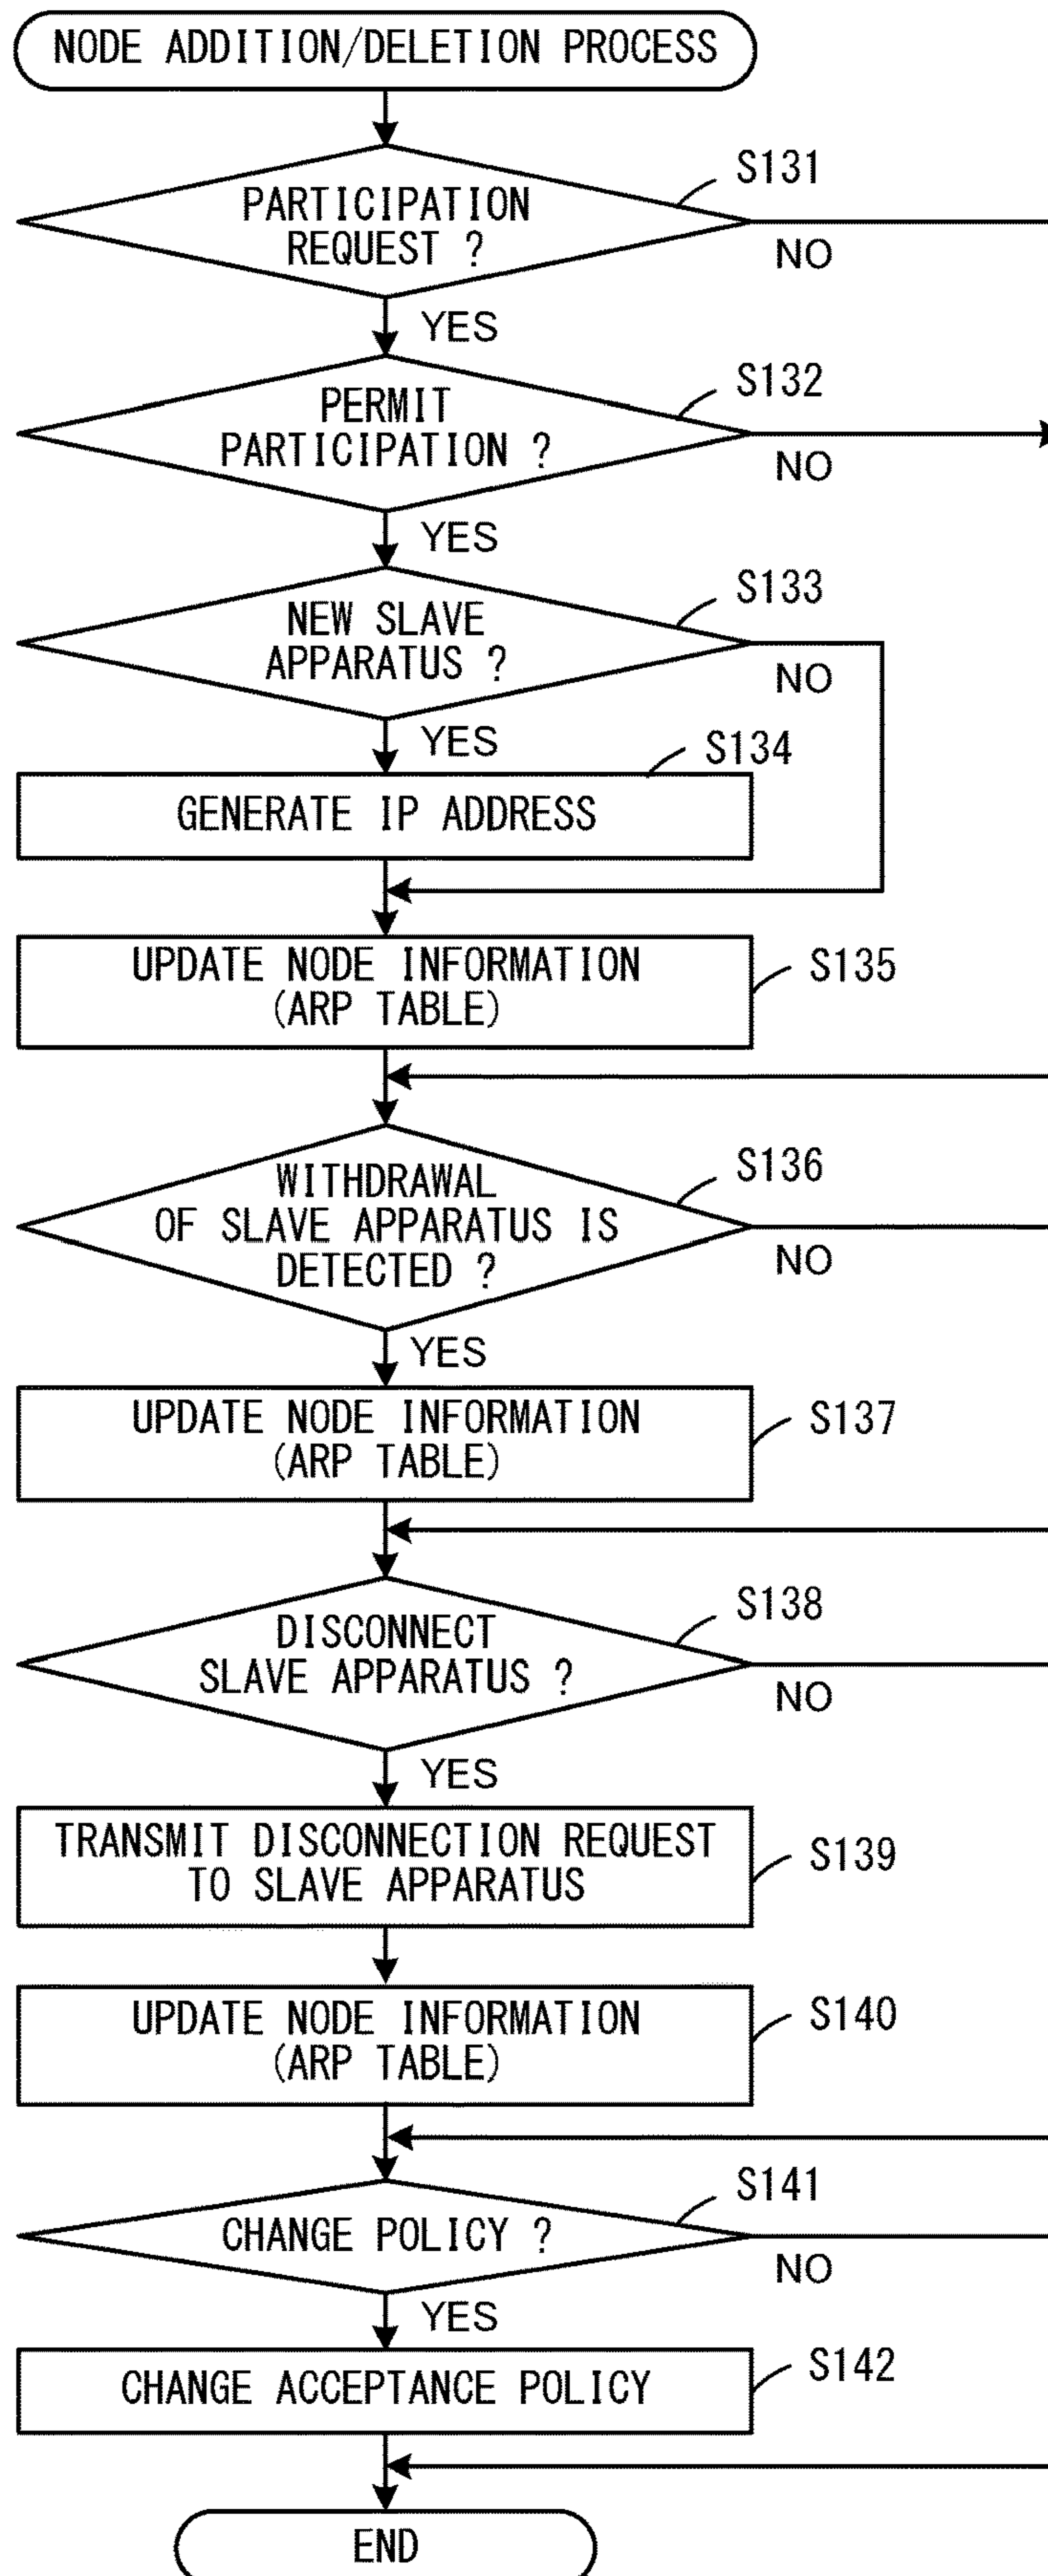 NODE ADDITION/DELETION PROCESS
S131
PARTICIPATION
REQUEST ?
NO
YES
S132
PERMIT
PARTICIPATION ?
NO
YES
S133
NEW SLAVE
APPARATUS ?
NO
YES
S134
GENERATE IP ADDRESS
UPDATE NODE INFORMATION
(ARP TABLE)
S135
S136
WITHDRAWAL
OF SLAVE APPARATUS IS
DETECTED ?
NO
YES
UPDATE NODE INFORMATION
(ARP TABLE)
S137
S138
DISCONNECT
SLAVE APPARATUS ?
NO
YES
TRANSMIT DISCONNECTION REQUEST
TO SLAVE APPARATUS
S139
UPDATE NODE INFORMATION
(ARP TABLE)
S140
S141
CHANGE POLICY ?
NO
YES
CHANGE ACCEPTANCE POLICY
S142
END